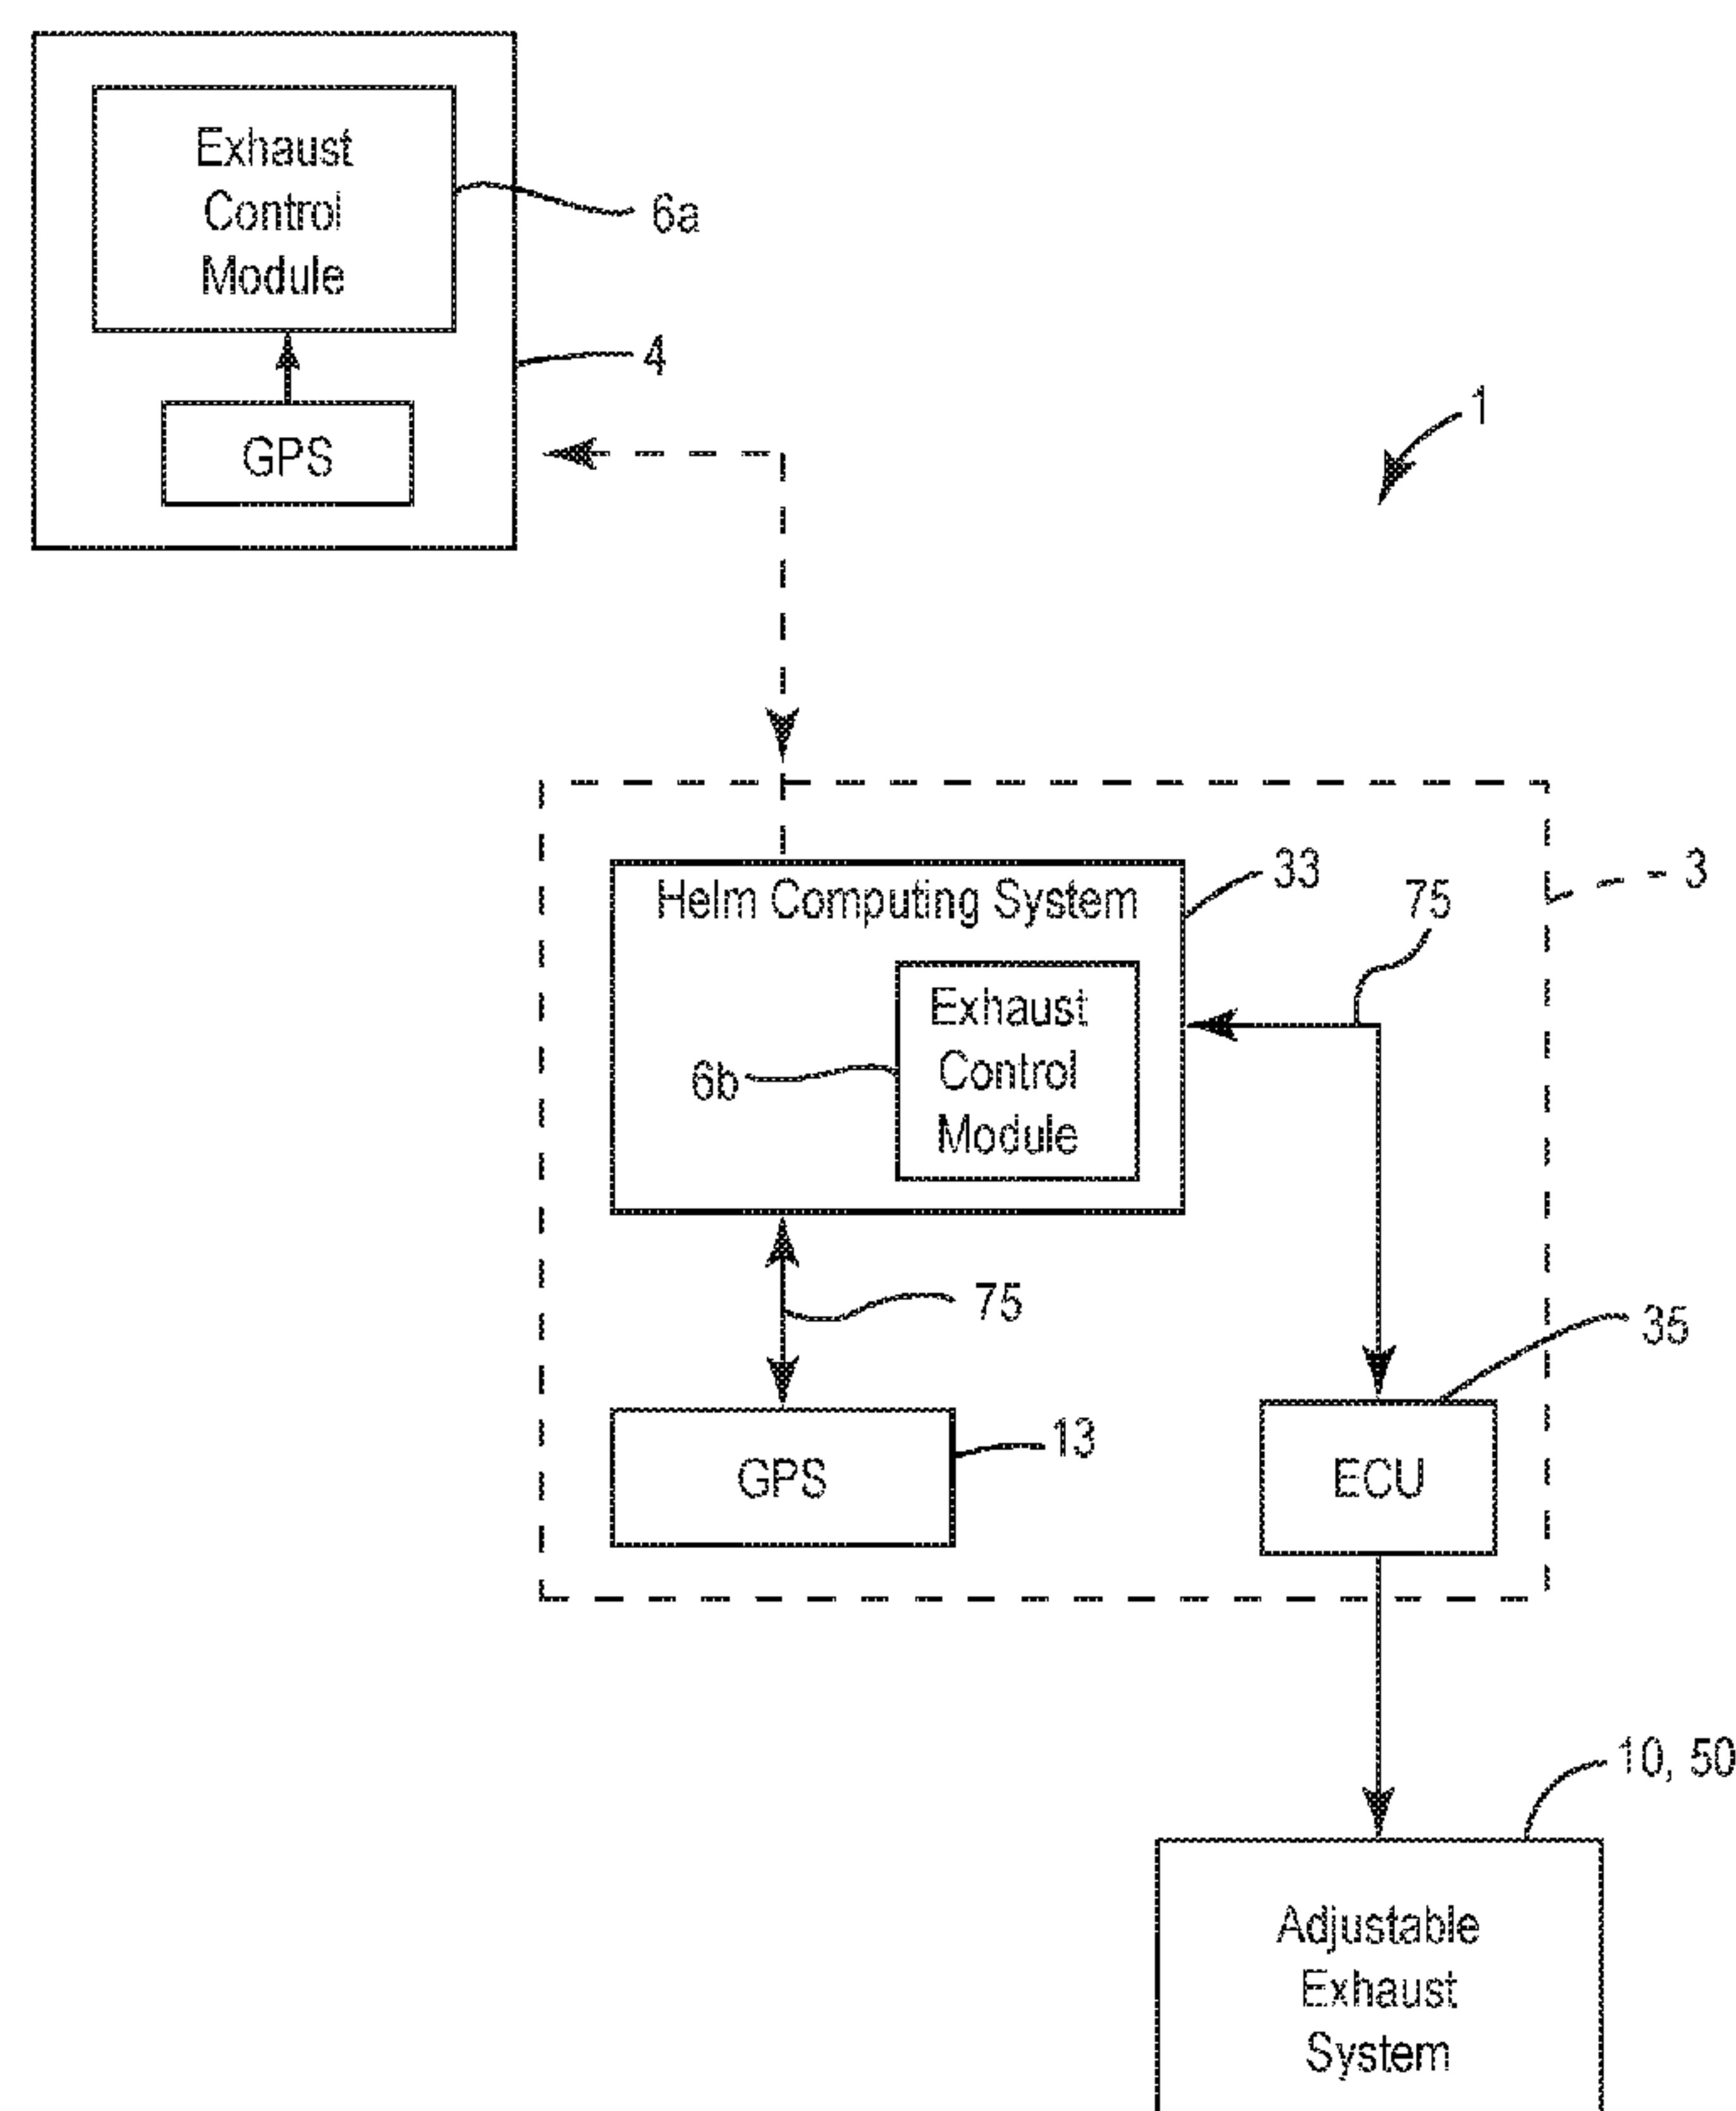 Exhaust
Control
Module
6a
4
GPS
1
Helm Computing System
33
75
3
Exhaust
Control
Module
6b
75
35
GPS
13
ECU
10, 50
Adjustable
Exhaust
System